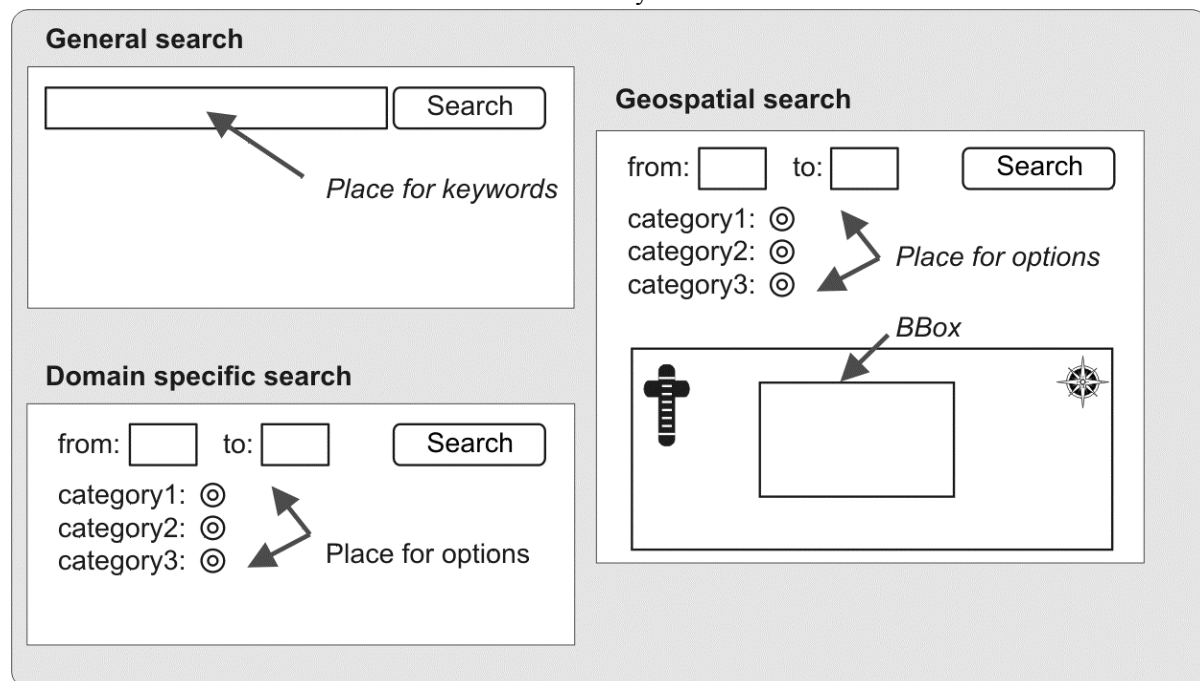 General search
Search
Place for keywords
Domain specific search
from: to: Search
category1:
category2:
category3:
Place for options
Geospatial search
from: to: Search
category1:
category2:
category3:
Place for options
BBox